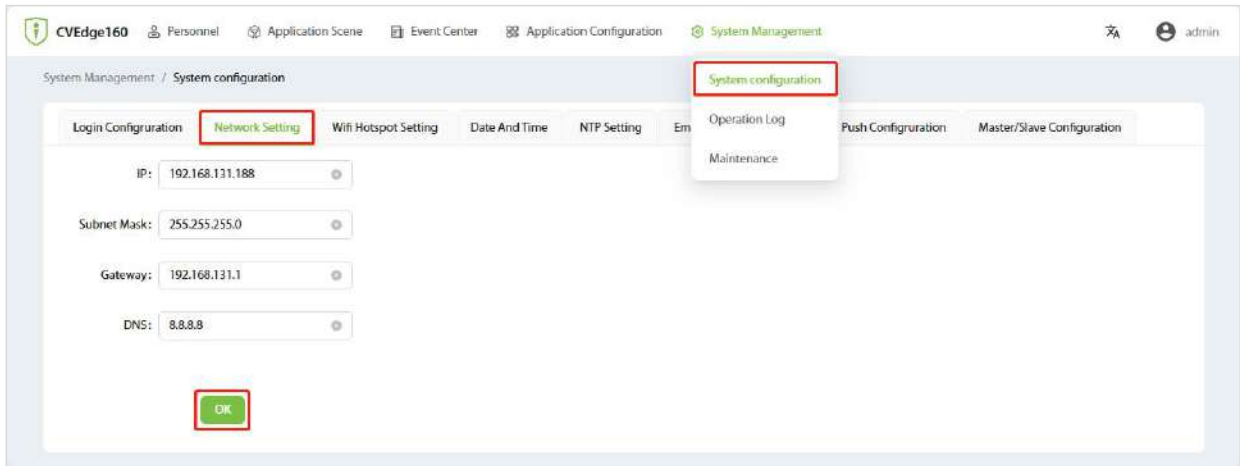 CVEdge160 Personnel Application Scene Event Center Application Configuration System Management admin
System Management / System configuration
System configuration
Operation Log
Maintenance
Login Configruration Network Setting Wifi Hotspot Setting Date And Time NTP Setting Em Push Configruration Master/Slave Configuration
IP: 192.168.131.188
Subnet Mask: 255.255.255.0
Gateway: 192.168.131.1
DNS: 8.8.8.8
OK